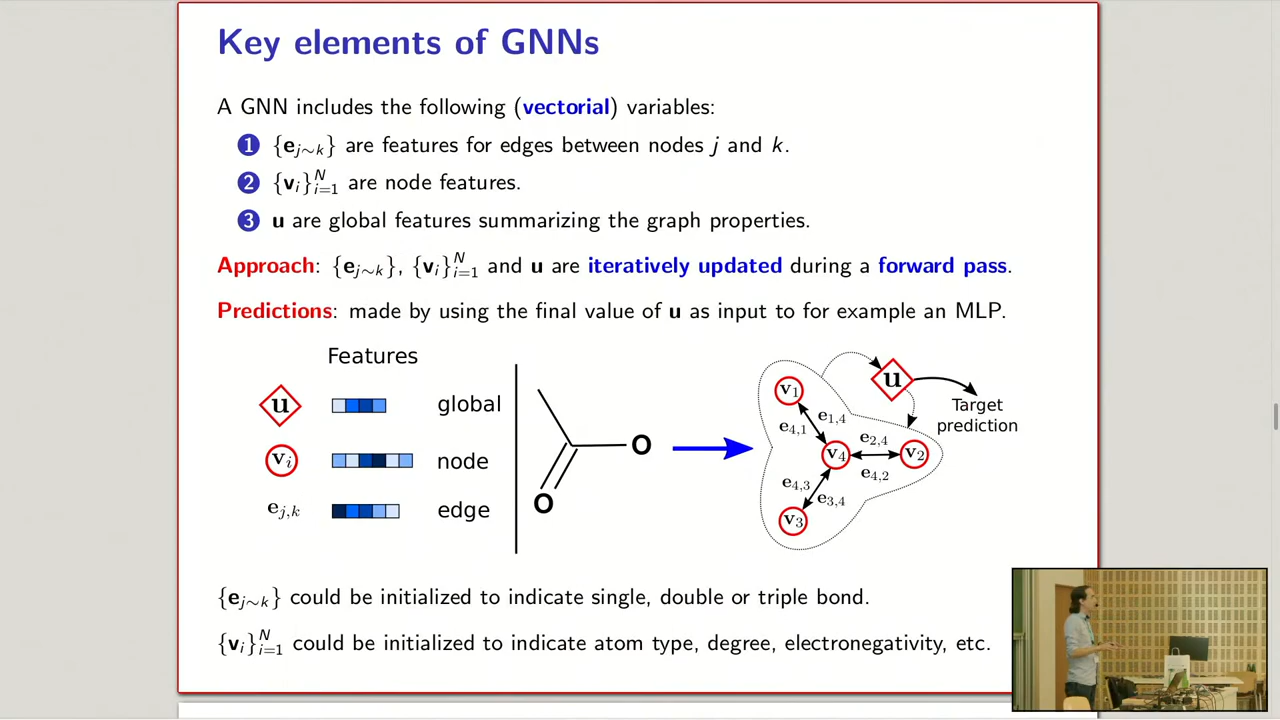 Key elements of GNNs
A GNN includes the following (vectorial) variables:
1 {e_{j∼k}} are features for edges between nodes j and k.
2 {v_i}_{i=1}^N are node features.
3 u are global features summarizing the graph properties.
Approach: {e_{j∼k}}, {v_i}_{i=1}^N and u are iteratively updated during a forward pass.
Predictions: made by using the final value of u as input to for example an MLP.
Features
u global
v_i node
e_{j,k} edge
O
O
v_1
u
e_{1,4}
e_{4,1}
Target
prediction
e_{2,4}
v_4
v_2
e_{4,2}
e_{4,3}
e_{3,4}
v_3
{e_{j∼k}} could be initialized to indicate single, double or triple bond.
{v_i}_{i=1}^N could be initialized to indicate atom type, degree, electronegativity, etc.